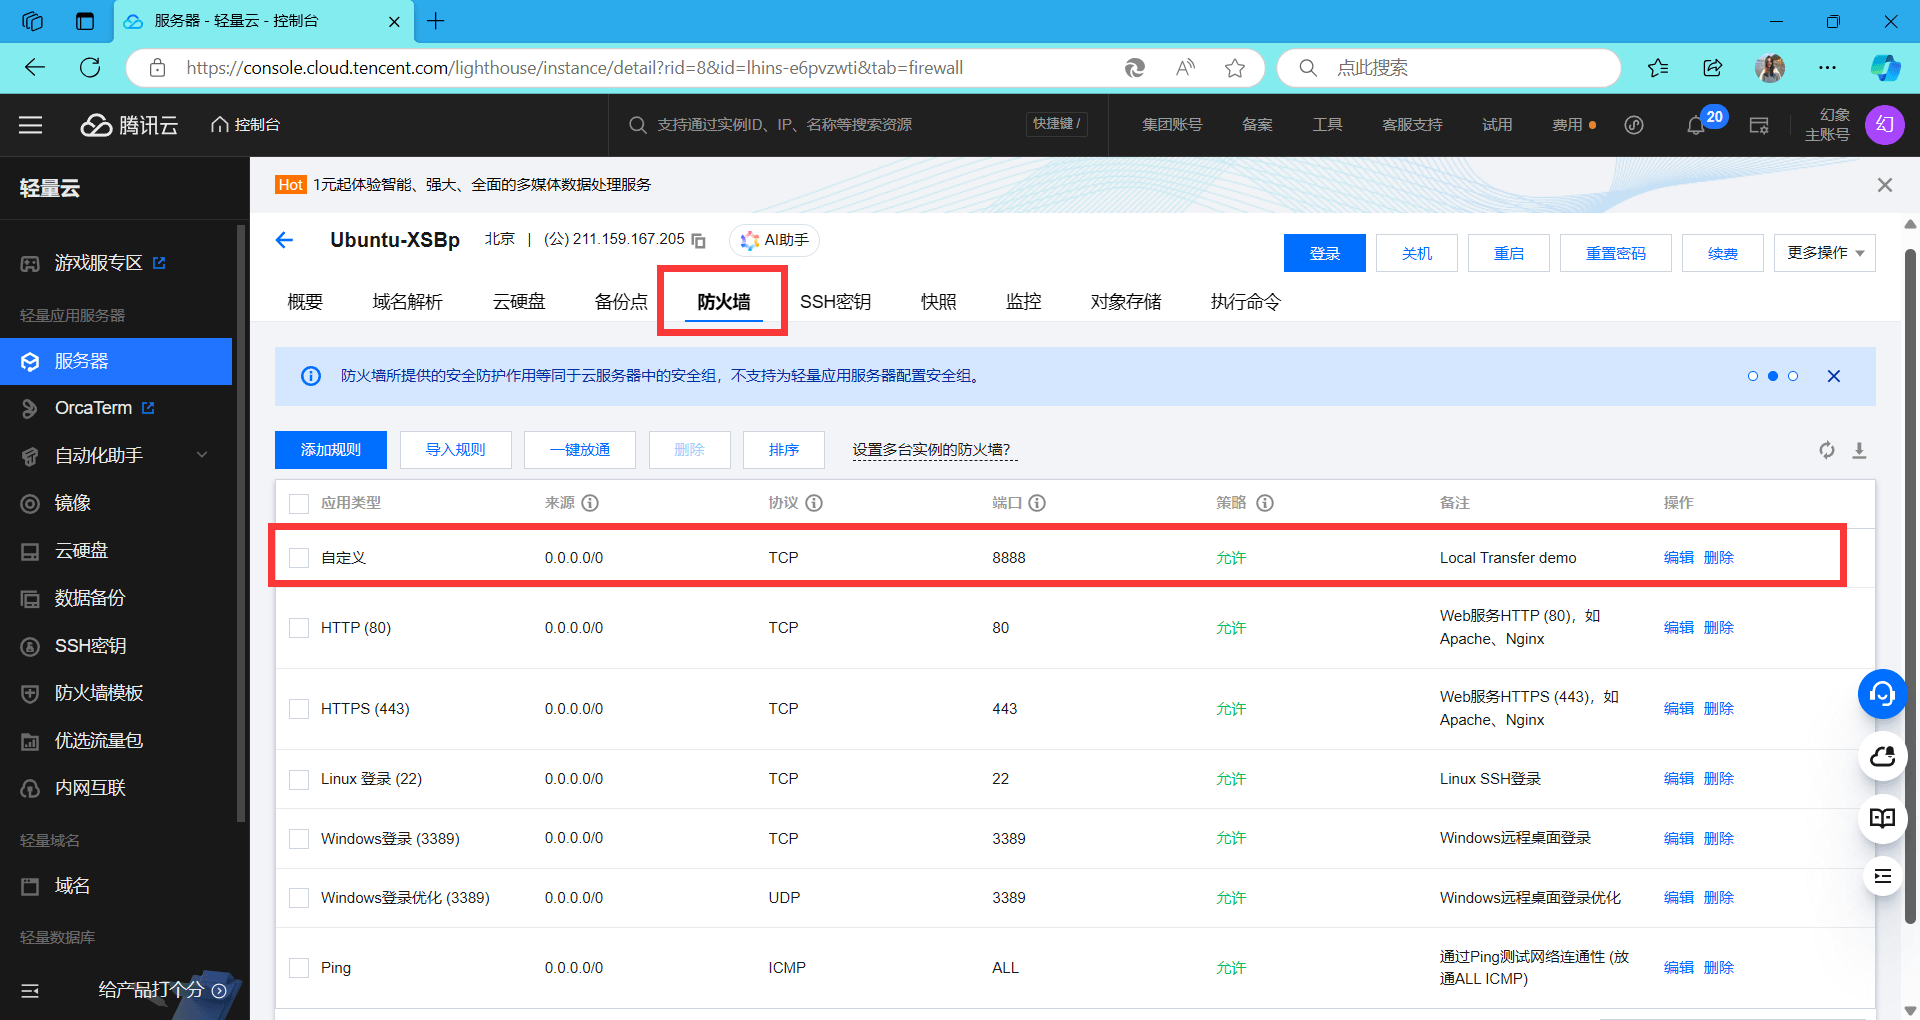 服务器 - 轻量云 - 控制台
https://console.cloud.tencent.com/lighthouse/instance/detail?rid=8&id=lhins-e6pvzwti&tab=firewall
点此搜索
腾讯云
控制台
支持通过实例ID、IP、名称等搜索资源
快捷键 /
集团账号
备案
工具
客服支持
试用
费用
20
幻象
主账号
幻
轻量云
游戏服专区
轻量应用服务器
服务器
OrcaTerm
自动化助手
镜像
云硬盘
数据备份
SSH密钥
防火墙模板
优选流量包
内网互联
轻量域名
域名
轻量数据库
给产品打个分
Hot 1元起体验智能、强大、全面的多媒体数据处理服务
Ubuntu-XSBp 北京 | (公) 211.159.167.205 AI助手
登录 关机 重启 重置密码 续费 更多操作
概要 域名解析 云硬盘 备份点 防火墙 SSH密钥 快照 监控 对象存储 执行命令
防火墙所提供的安全防护作用等同于云服务器中的安全组，不支持为轻量应用服务器配置安全组。
添加规则 导入规则 一键放通 删除 排序 设置多台实例的防火墙?
应用类型 来源 协议 端口 策略 备注 操作
自定义 0.0.0.0/0 TCP 8888 允许 Local Transfer demo 编辑 删除
HTTP (80) 0.0.0.0/0 TCP 80 允许 Web服务HTTP (80)，如
Apache、Nginx 编辑 删除
HTTPS (443) 0.0.0.0/0 TCP 443 允许 Web服务HTTPS (443)，如
Apache、Nginx 编辑 删除
Linux 登录 (22) 0.0.0.0/0 TCP 22 允许 Linux SSH登录 编辑 删除
Windows登录 (3389) 0.0.0.0/0 TCP 3389 允许 Windows远程桌面登录 编辑 删除
Windows登录优化 (3389) 0.0.0.0/0 UDP 3389 允许 Windows远程桌面登录优化 编辑 删除
Ping 0.0.0.0/0 ICMP ALL 允许 通过Ping测试网络连通性 (放
通ALL ICMP) 编辑 删除